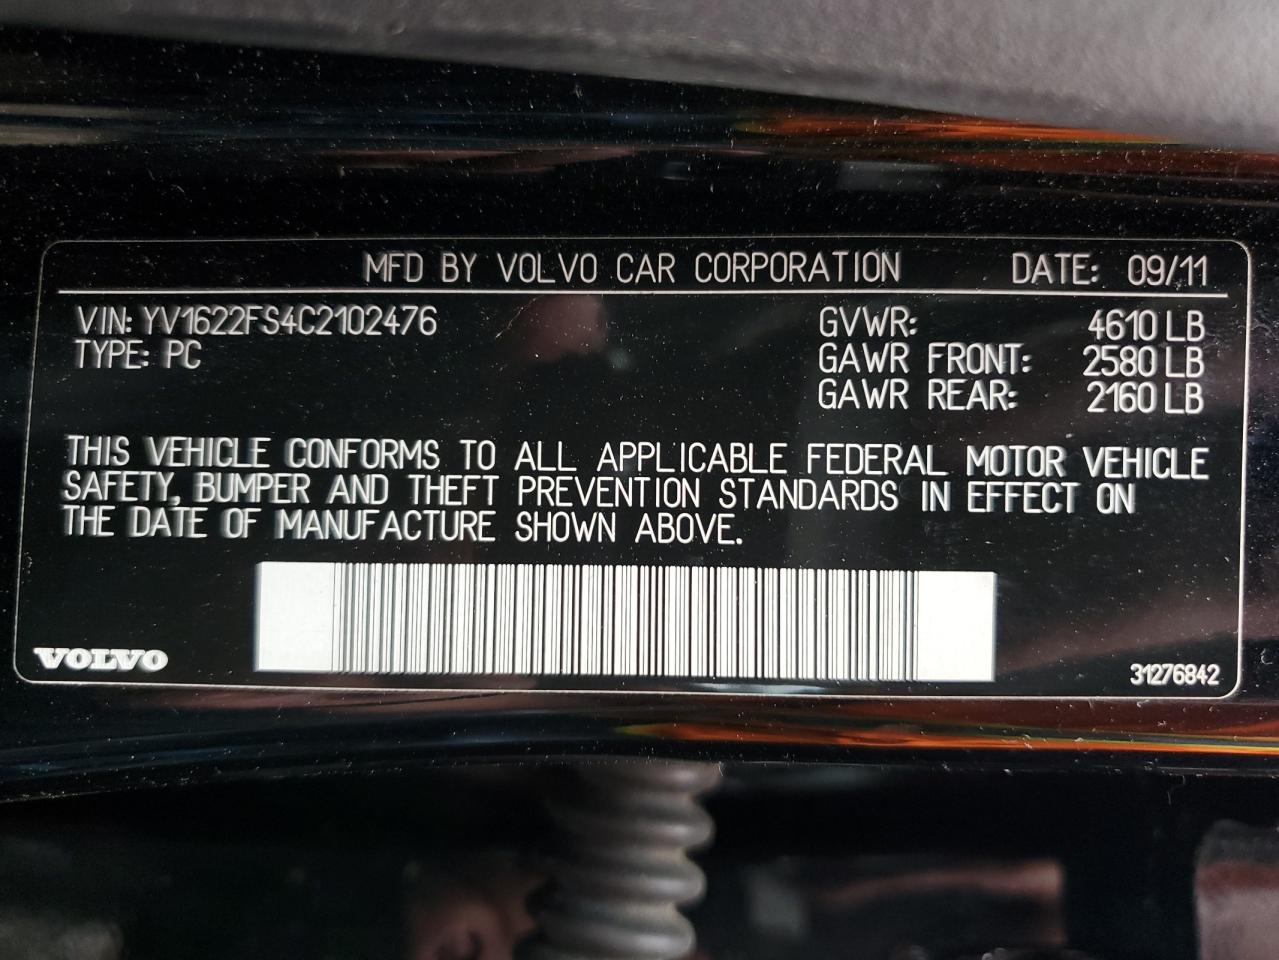 MFD BY VOLVO CAR CORPORATION DATE: 09/11
VIN: YV1622FS4C2102476 GVWR: 4610 LB
TYPE: PC GAWR FRONT: 2580 LB
GAWR REAR: 2160 LB
THIS VEHICLE CONFORMS TO ALL APPLICABLE FEDERAL MOTOR VEHICLE
SAFETY, BUMPER AND THEFT PREVENTION STANDARDS IN EFFECT ON
THE DATE OF MANUFACTURE SHOWN ABOVE.
VOLVO 31276842